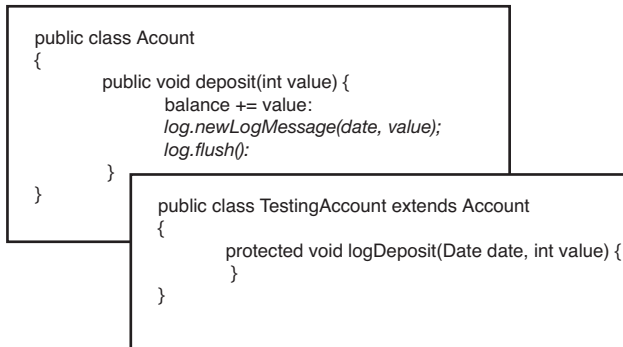 public class Acount
{
public void deposit(int value) {
balance += value:
log.newLogMessage(date, value);
log.flush():
}
}
public class TestingAccount extends Account
{
protected void logDeposit(Date date, int value) {
}
}